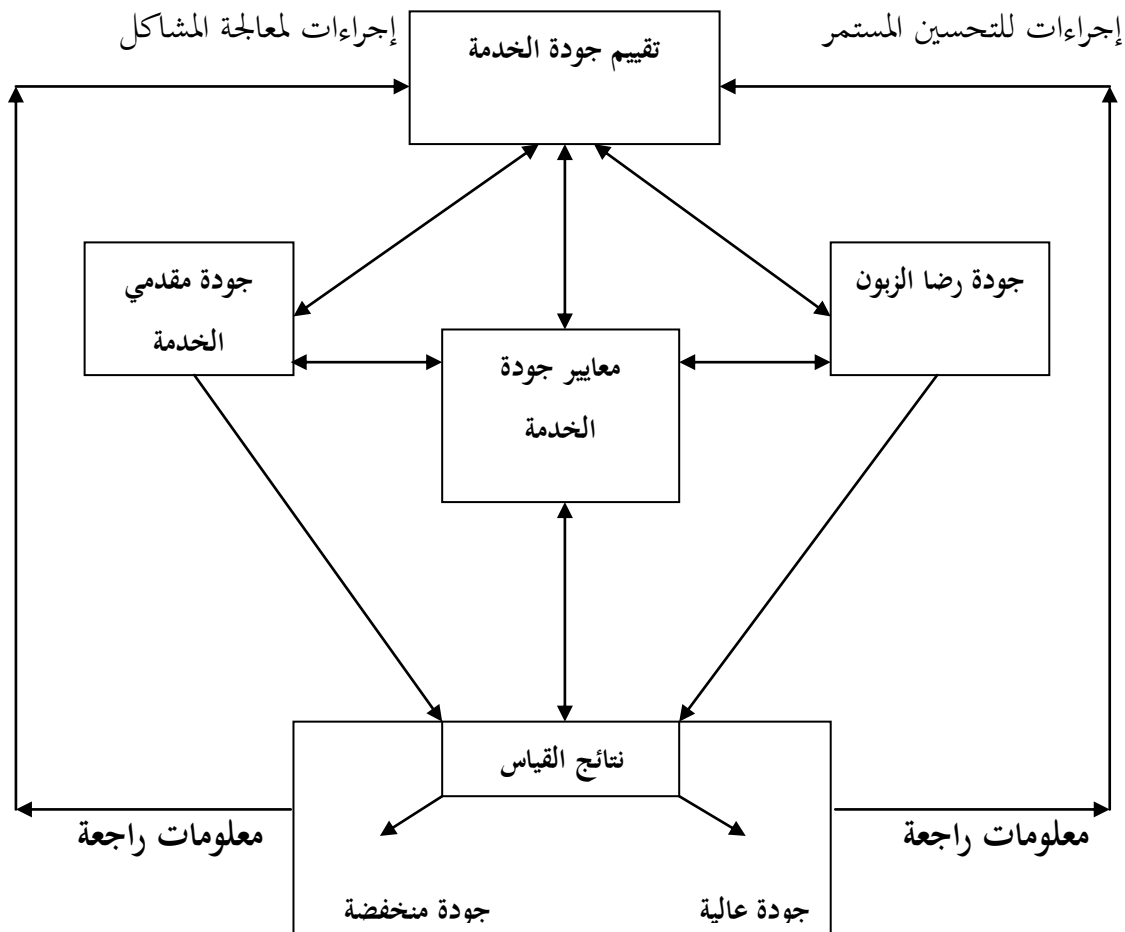 إجراءات للتحسين المستمر
إجراءات لمعالجة المشاكل
تقييم جودة الخدمة
جودة رضا الزبون
جودة مقدمي
الخدمة
معايير جودة
الخدمة
نتائج القياس
معلومات راجعة
معلومات راجعة
جودة عالية
جودة منخفضة